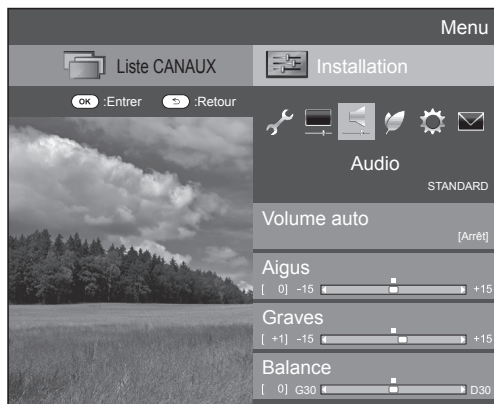 Menu
Liste CANAUX
Installation
OK :Entrer :Retour
Audio
STANDARD
Volume auto
[Arrêt]
Aigus
[ 0] -15 +15
Graves
[ +1] -15 +15
Balance
[ 0] G30 D30